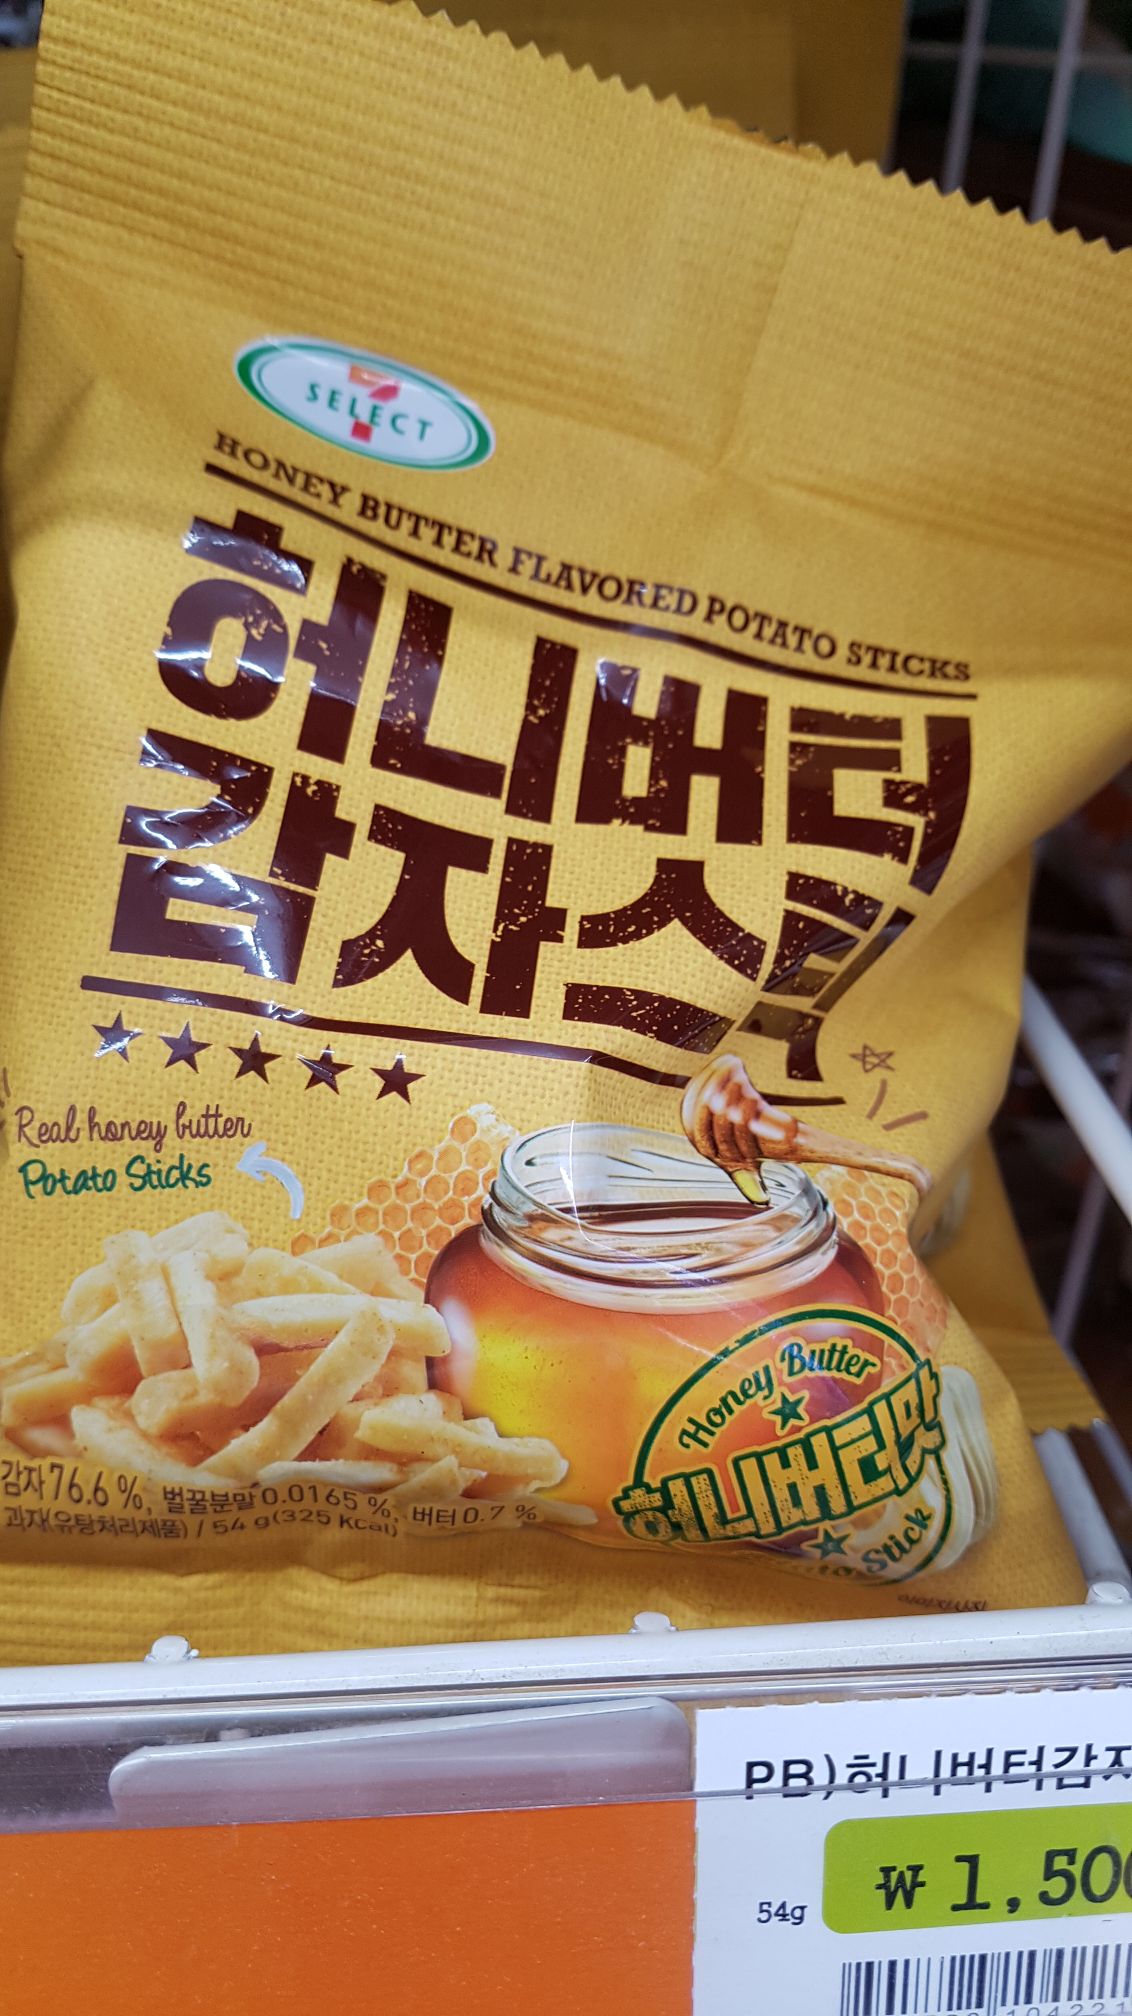 7
SELECT
HONEY BUTTER FLAVORED POTATO STICKS
허니버터
감자스틱
Real honey butter
Potato Sticks
Honey Butter
허니버터맛
Stick
감자 76.6 %, 벌꿀분말 0.0165 %, 버터 0.7 %
과자(유탕처리제품) / 54 g(325 Kcal)
PB)허니버터감자
₩ 1,500
54g